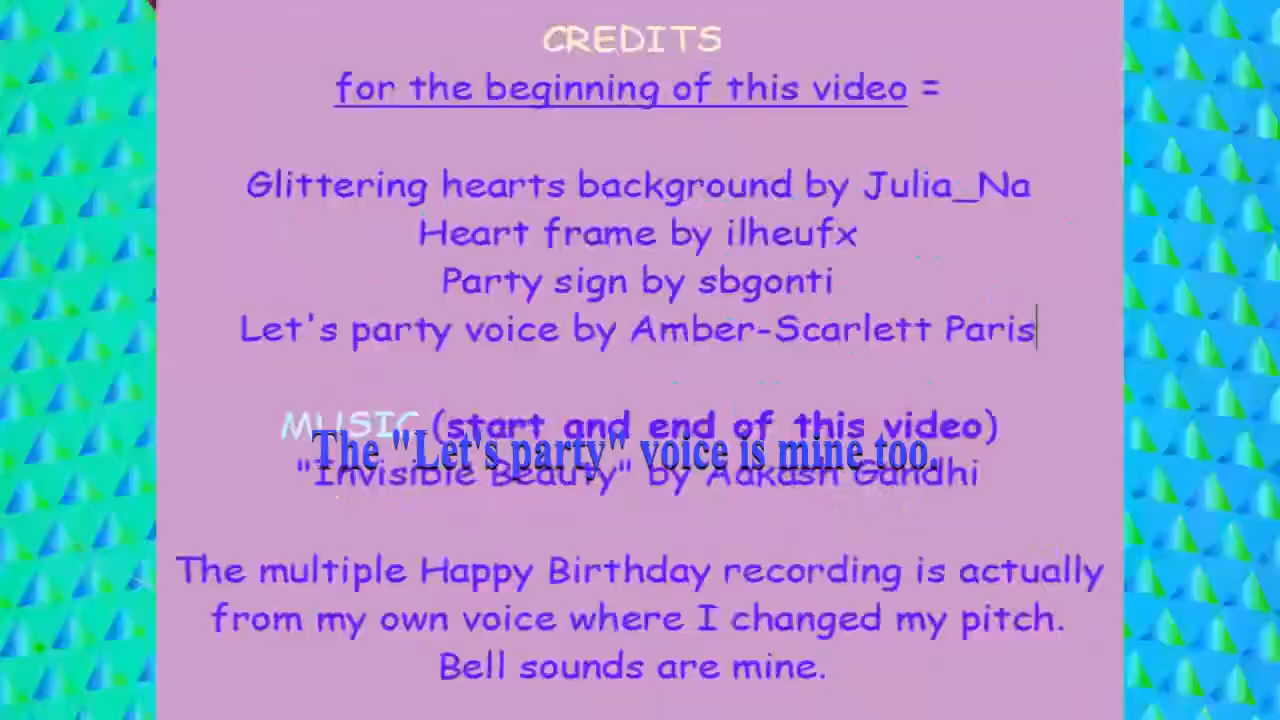 CREDITS
for the beginning of this video =
Glittering hearts background by Julia_Na
Heart frame by ilheufx
Party sign by sbgonti
Let's party voice by Amber-Scarlett Paris
MUSIC (start and end of this video)
The "Let's party" voice is mine too.
"Invisible Beauty" by Aakash Gandhi
The multiple Happy Birthday recording is actually
from my own voice where I changed my pitch.
Bell sounds are mine.